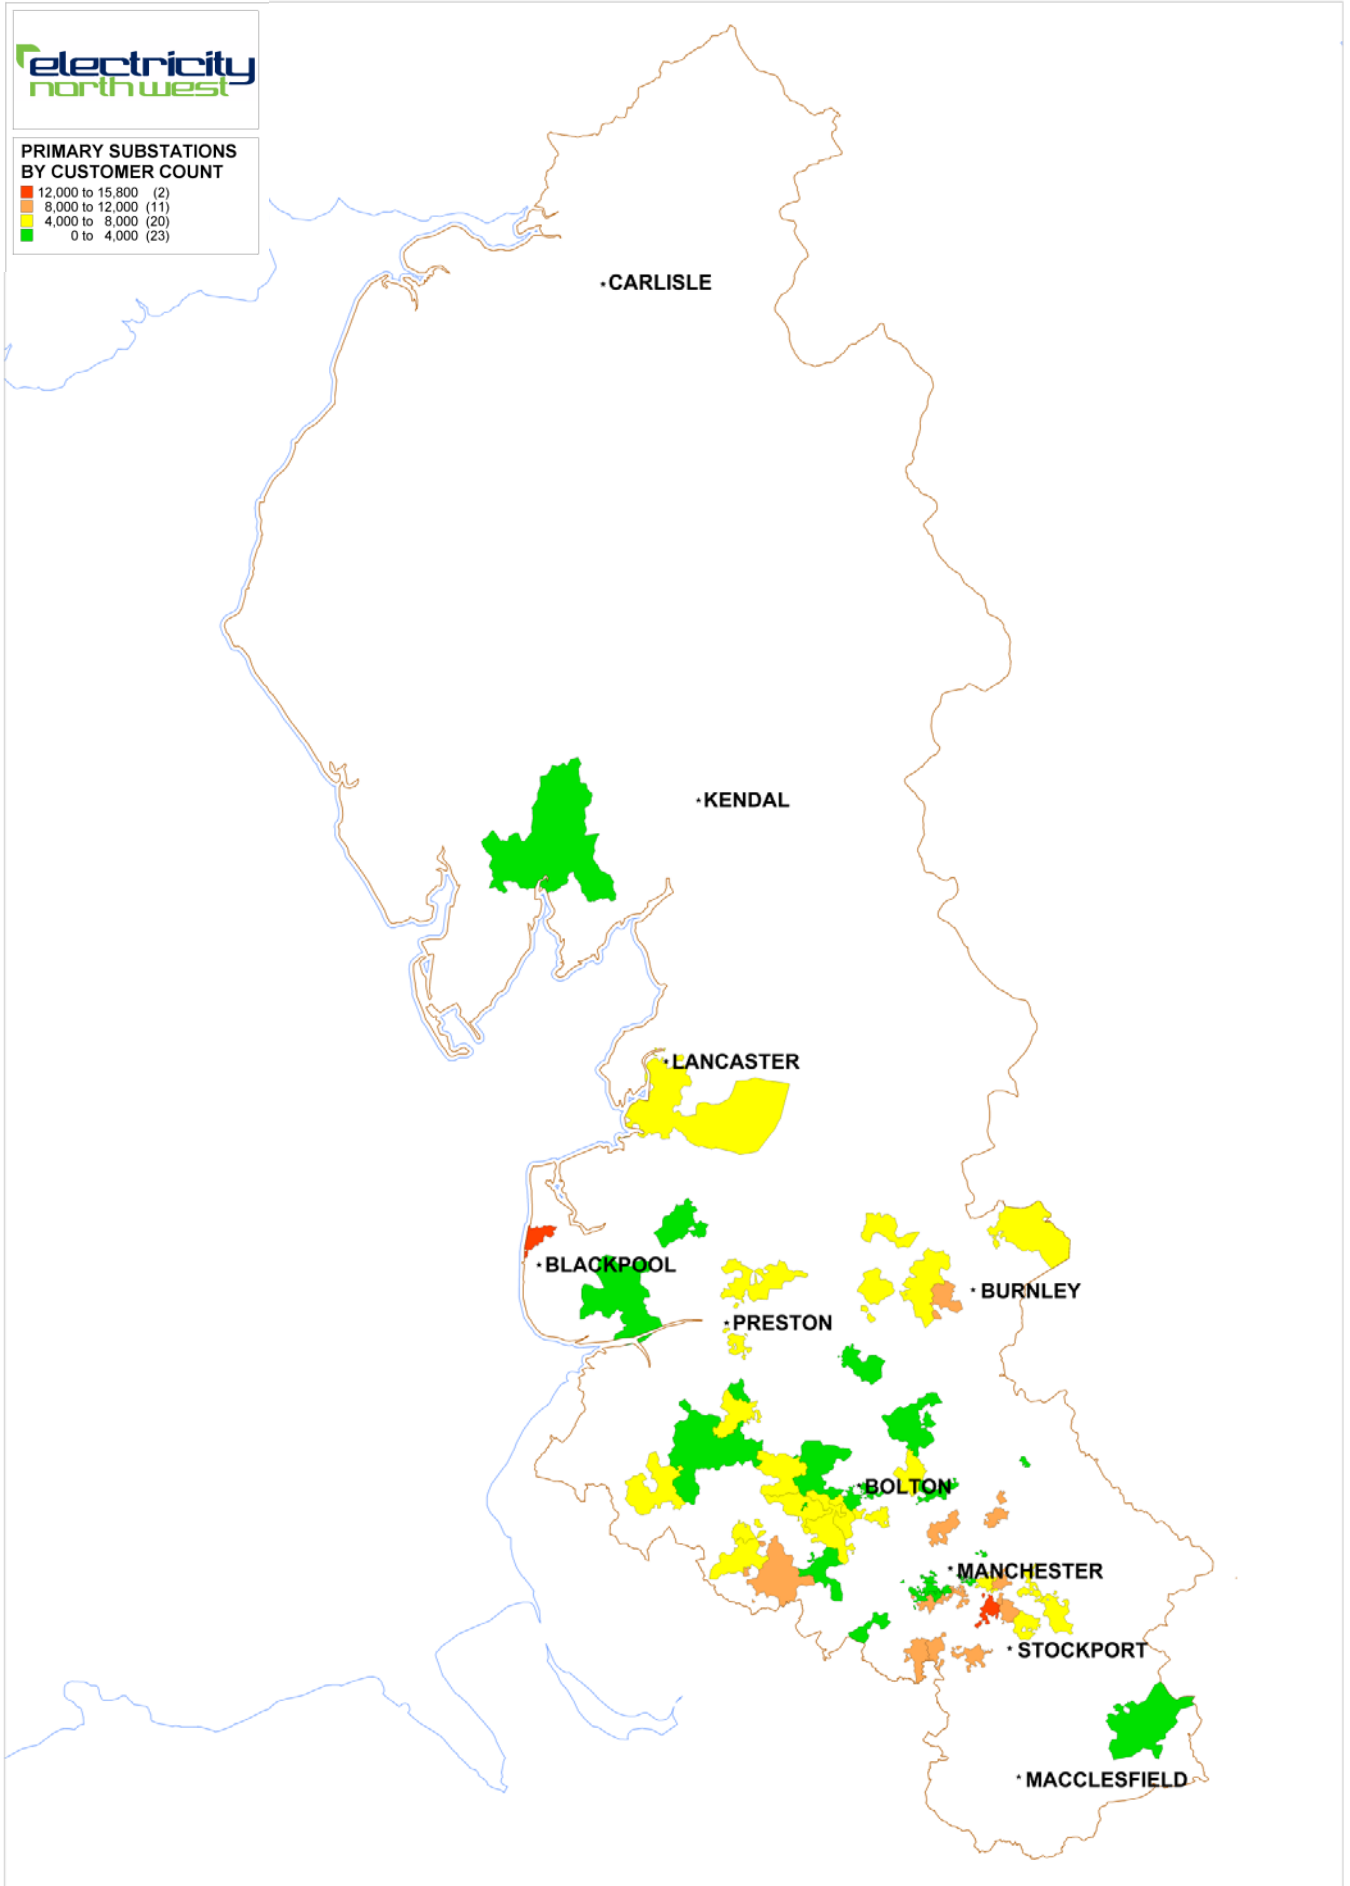 electricity
north west
PRIMARY SUBSTATIONS
BY CUSTOMER COUNT
12,000 to 15,800 (2)
8,000 to 12,000 (11)
4,000 to 8,000 (20)
0 to 4,000 (23)
CARLISLE
KENDAL
LANCASTER
BLACKPOOL
BURNLEY
PRESTON
BOLTON
MANCHESTER
STOCKPORT
MACCLESFIELD